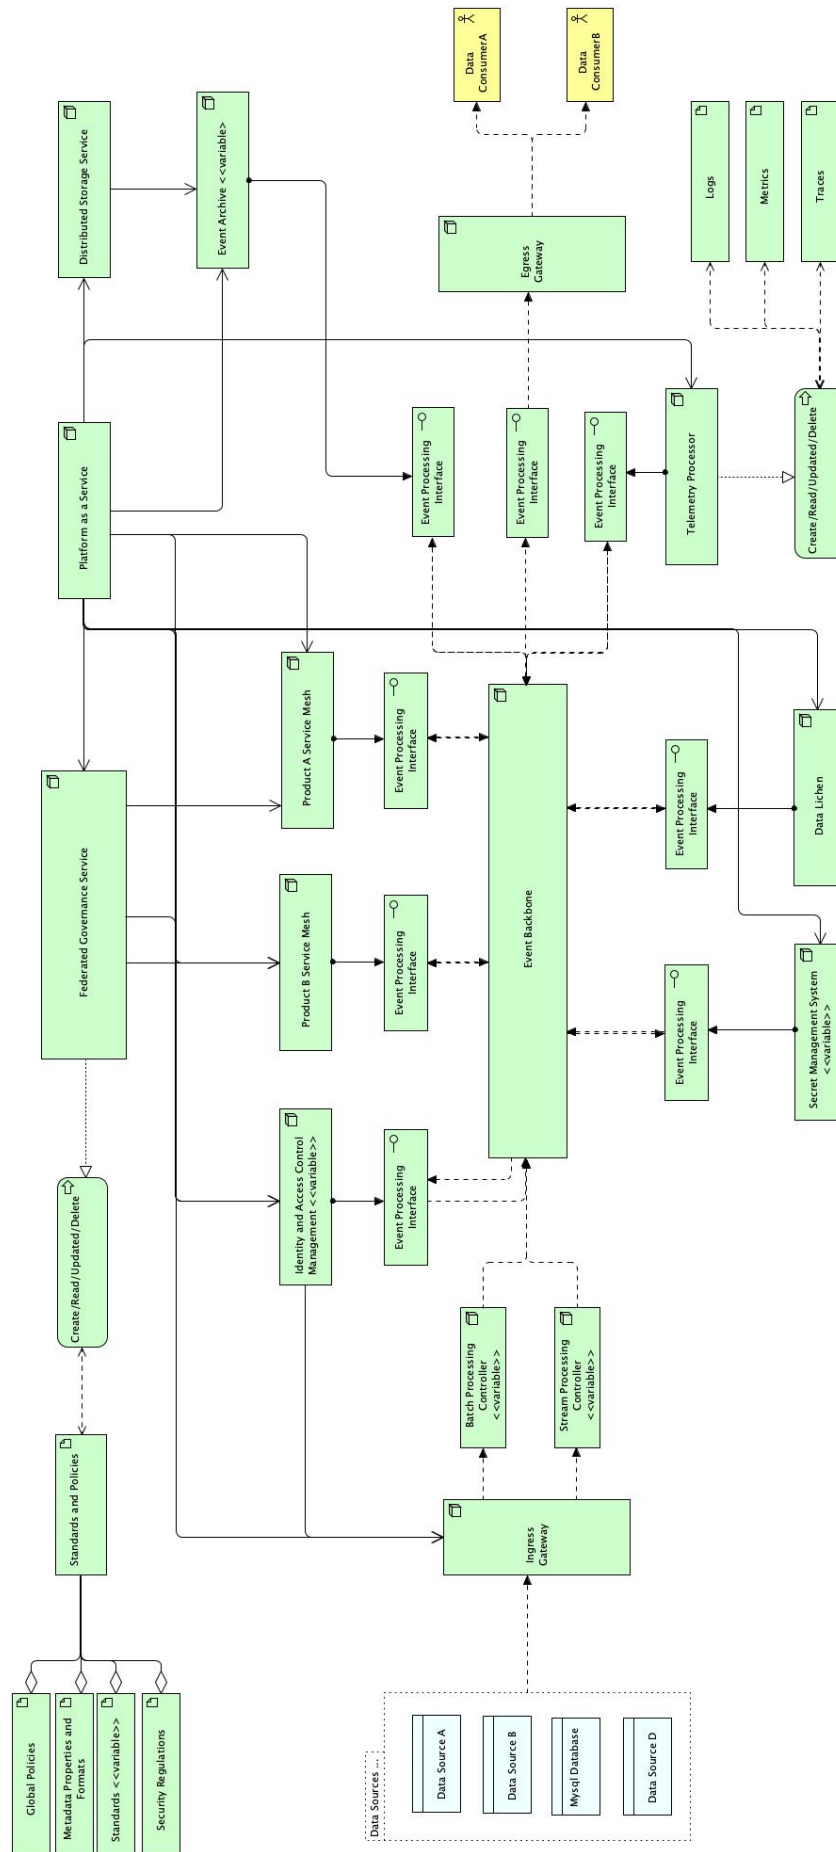 Data
ConsumerA
Data
ConsumerB
Distributed Storage Service
Event Archive <<variable>
Logs
Metrics
Traces
Egress
Gateway
Platform as a Service
Event Processing
Interface
Event Processing
Interface
Event Processing
Interface
Telemetry Processor
Create/Read/Updated/Delete
Federated Governance Service
Product A Service Mesh
Event Processing
Interface
Product B Service Mesh
Event Processing
Interface
Event Backbone
Event Processing
Interface
Data Lichen
Event Processing
Interface
Secret Management System
<<variable>>
Identity and Access Control
Management <<variable>>
Event Processing
Interface
Create/Read/Updated/Delete
Batch Processing
Controller
<<variable>>
Stream Processing
Controller
<<variable>>
Standards and Policies
Ingress
Gateway
Global Policies
Metadata Properties and
Formats
Standards <<variable>>
Security Regulations
Data Sources ...
Data Source A
Data Source B
Mysql Database
Data Source D